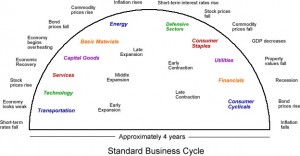 Inflation rises
Short-term interest rates rise
Commodity
prices rise
Stock
prices fall
Bond
prices fall
Energy
Defensive
Sectors
Commodity
prices fall
Economy
begins
overheating
Basic Materials
Late
Expansion
Consumer
Staples
GDP decreases
Economic
Recovery
Capital Goods
Utilities
Property
values fall
Stock
prices
rise
Services
Middle
Expansion
Early
Contraction
Financials
Recession
Technology
Economy
looks weak
Early
Expansion
Late
Contraction
Bond
prices rise
Short-term
rates fall
Transportation
Consumer
Cyclicals
Inflation
falls
Approximately 4 years
Standard Business Cycle